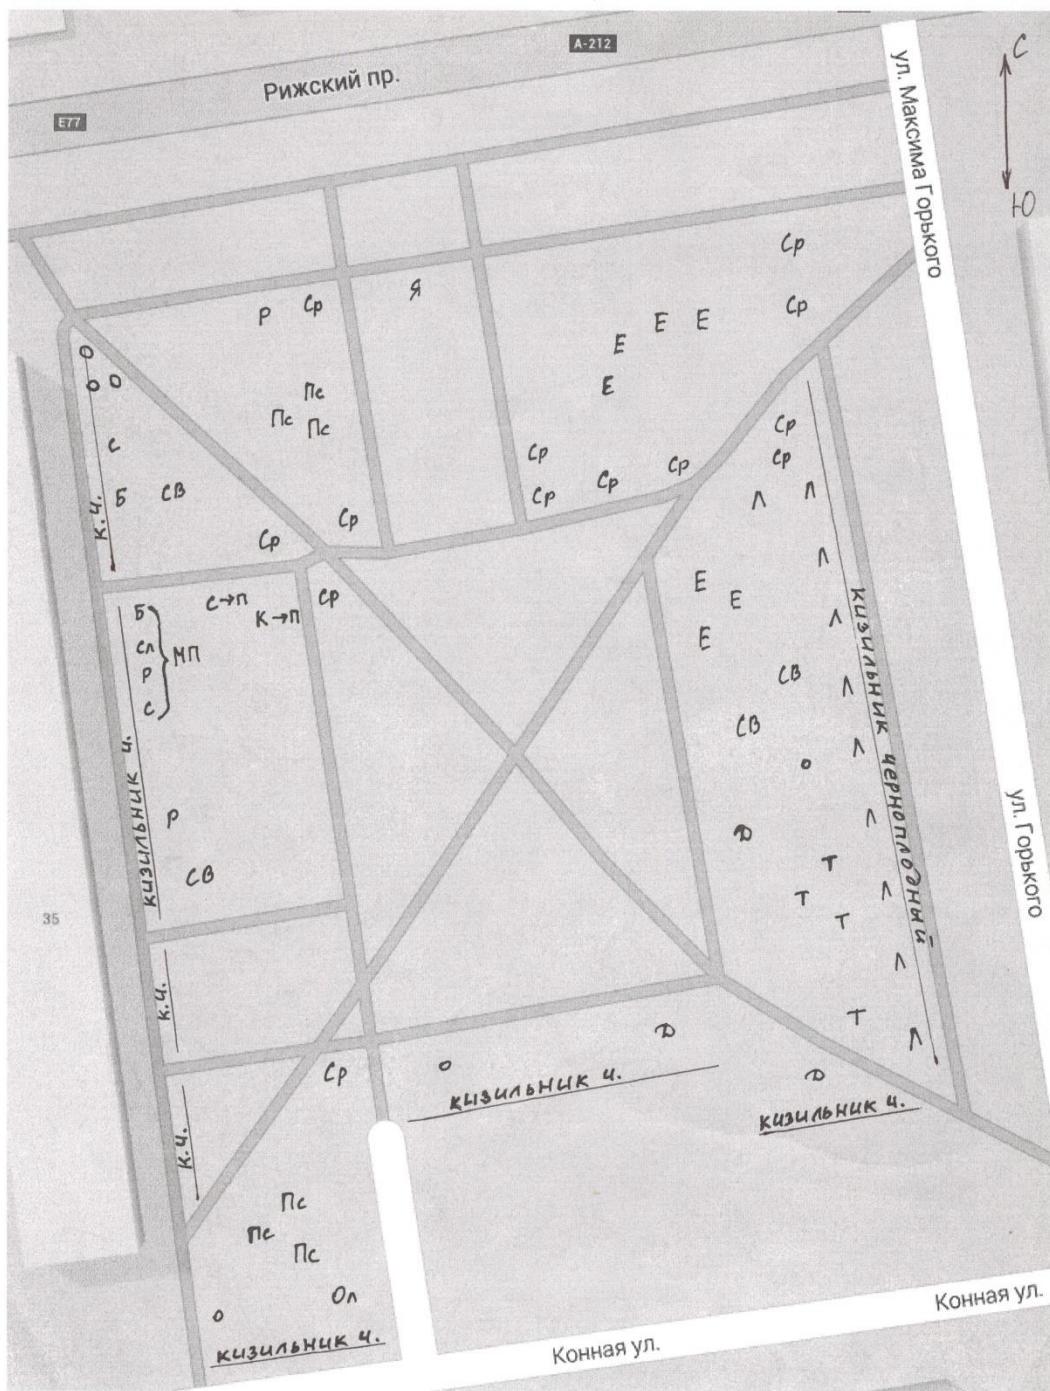 А-212
С
Рижский пр.
ул. Максима Горького
Е77
Ю
Ср
Я
Р Ср
Ср
Е Е
Е
О
О О
Пс
Е
Пс Пс
Ср
С
Ср
Ср
Ср
Б СВ
Ср
Ср
Л Л
к.ч.
Ср
Ср
Л
Е
С→п
К→п
Ср
Е
Б
Сл
Р
С
МП
Е
кизильник черноплодный
Л
СВ
Л
СВ
Л
О
кизильник ч.
Р
Д
Л
ул. Горького
СВ
Т
Т
Л
35
Т
Л
к.ч.
Т
Л
Д
Ср
О
кизильник ч.
Д
кизильник ч.
к.ч.
Пс
Пс
Пс
О
Ол
кизильник ч.
Конная ул.
Конная ул.